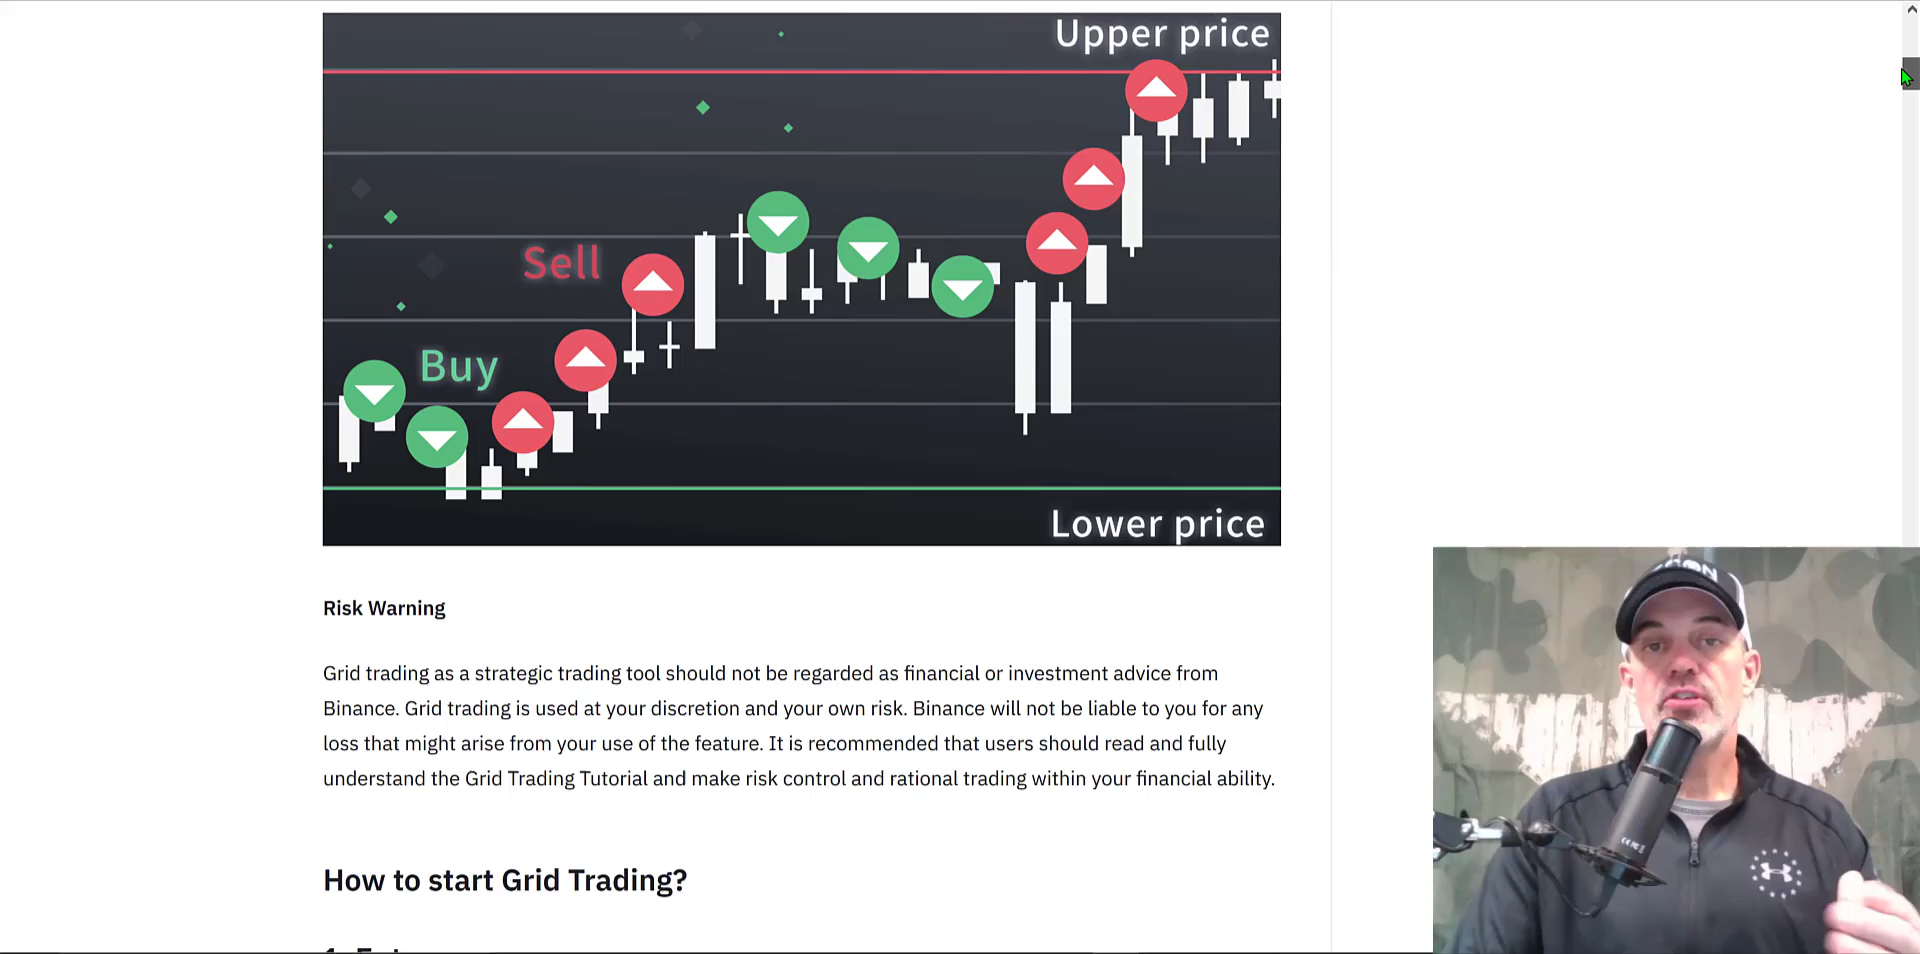 Upper price
Sell
Buy
Lower price
Risk Warning
Grid trading as a strategic trading tool should not be regarded as financial or investment advice from
Binance. Grid trading is used at your discretion and your own risk. Binance will not be liable to you for any
loss that might arise from your use of the feature. It is recommended that users should read and fully
understand the Grid Trading Tutorial and make risk control and rational trading within your financial ability.
How to start Grid Trading?